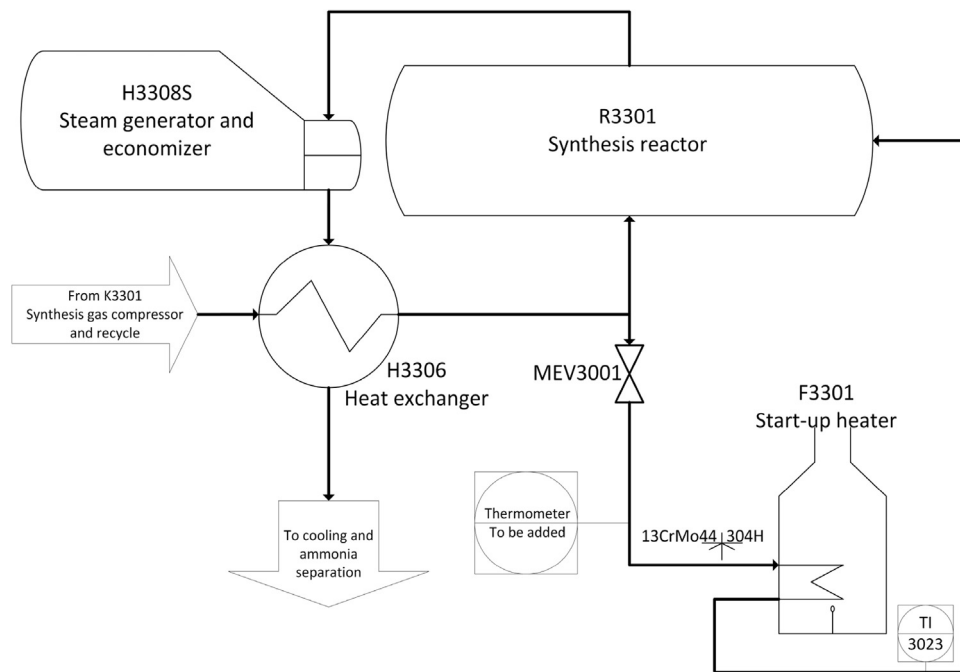 H3308S
Steam generator and
economizer
R3301
Synthesis reactor
From K3301
Synthesis gas compressor
and recycle
H3306
Heat exchanger
MEV3001
F3301
Start-up heater
Thermometer
To be added
13CrMo44 304H
To cooling and
ammonia
separation
TI
3023